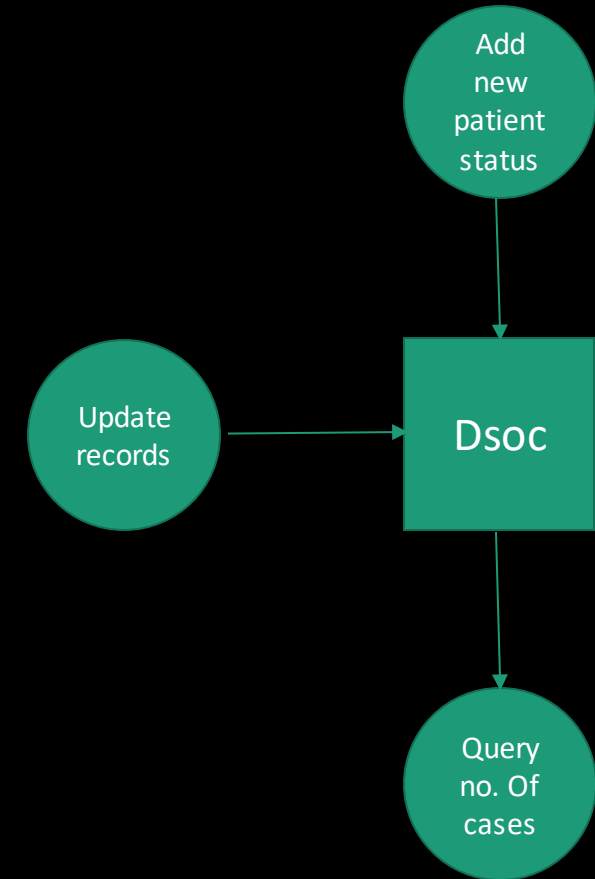 Add
new
patient
status
Update
records
Dsoc
Query
no. Of
cases